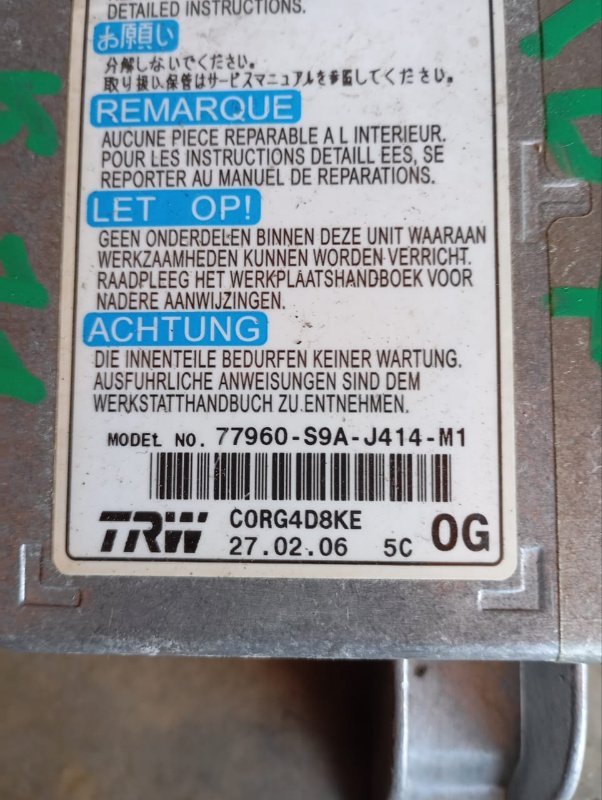 DETAILED INSTRUCTIONS.
お願い
分解しないでください。
取り扱い、保管はサービスマニュアルを参照してください。
REMARQUE
AUCUNE PIECE REPARABLE A L INTERIEUR.
POUR LES INSTRUCTIONS DETAILL EES, SE
REPORTER AU MANUEL DE REPARATIONS.
LET OP!
GEEN ONDERDELEN BINNEN DEZE UNIT WAARAAN
WERKZAAMHEDEN KUNNEN WORDEN VERRICHT.
RAADPLEEG HET WERKPLAATSHANDBOEK VOOR
NADERE AANWIJZINGEN.
ACHTUNG
DIE INNENTEILE BEDURFEN KEINER WARTUNG.
AUSFUHRLICHE ANWEISUNGEN SIND DEM
WERKSTATTHANDBUCH ZU ENTNEHMEN.
MODEL NO. 77960-S9A-J414-M1
TRW C0RG4D8KE 0G
27.02.06 5C